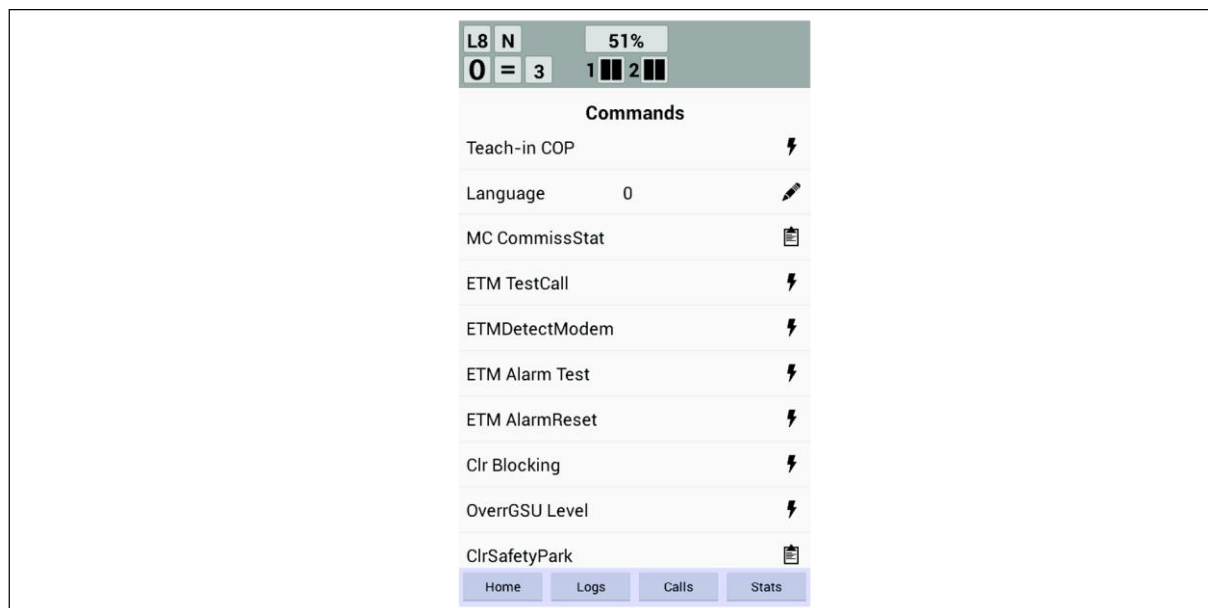 L8 N 51%
0 = 3 1 2
Commands
Teach-in COP
Language 0
MC CommissStat
ETM TestCall
ETMDetectModem
ETM Alarm Test
ETM AlarmReset
Clr Blocking
OverrGSU Level
ClrSafetyPark
Home Logs Calls Stats